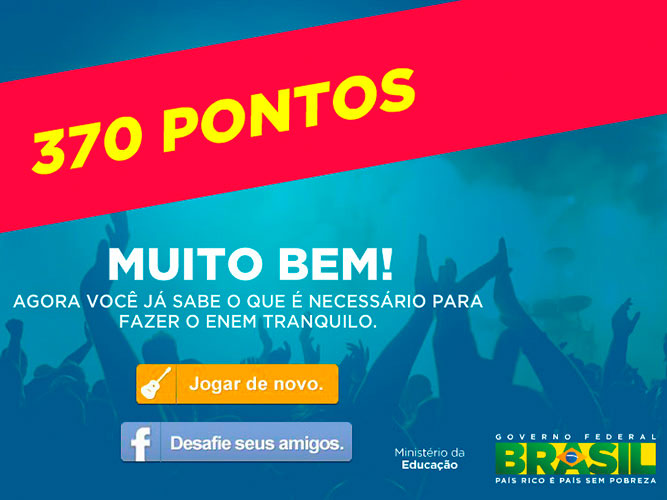 370 PONTOS
MUITO BEM!
AGORA VOCÊ JÁ SABE O QUE É NECESSÁRIO PARA
FAZER O ENEM TRANQUILO.
Jogar de novo.
f Desafie seus amigos.
Ministério da
Educação
GOVERNO FEDERAL
BRASIL
PAÍS RICO É PAÍS SEM POBREZA